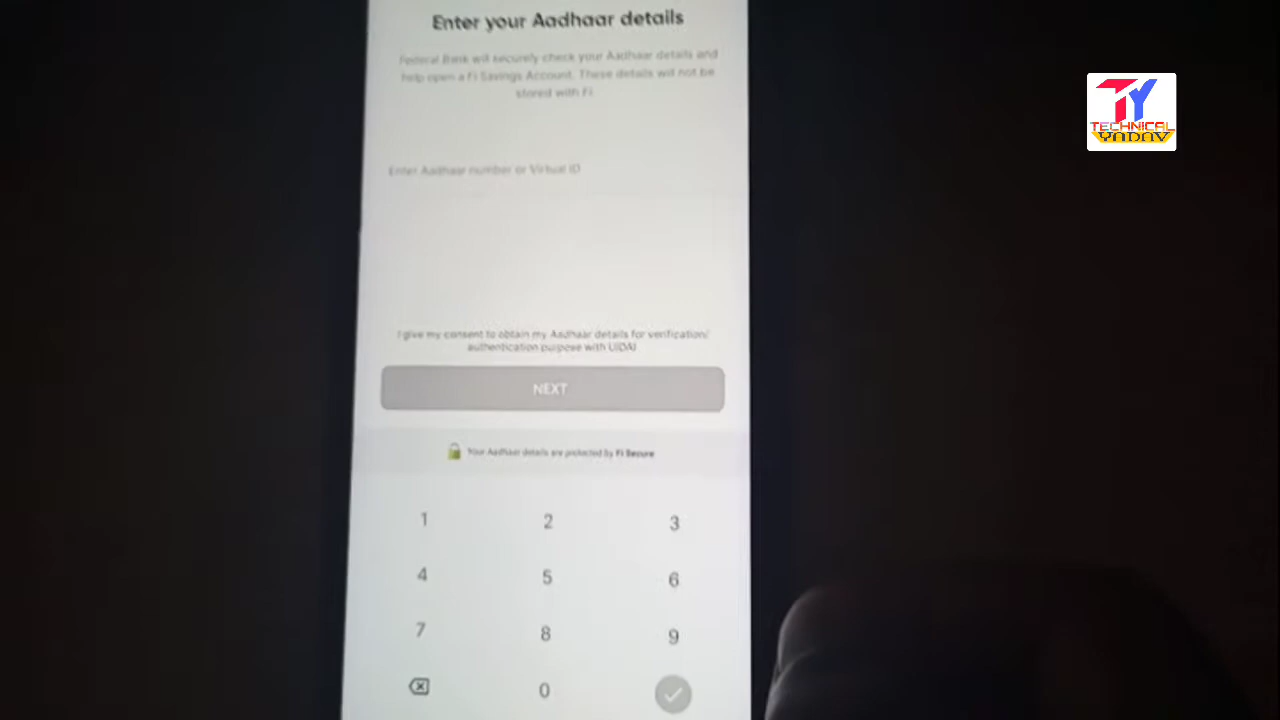 Enter your Aadhaar details
Federal Bank will securely check your Aadhaar details and
help open a Fi Savings Account. These details will not be
stored with Fi.
TECHNICAL
YADAV
Enter Aadhaar number or Virtual ID
I give my consent to obtain my Aadhaar details for verification/
authentication purpose with UIDAI
NEXT
Your Aadhaar details are protected by Fi Secure
1 2 3
4 5 6
7 8 9
0